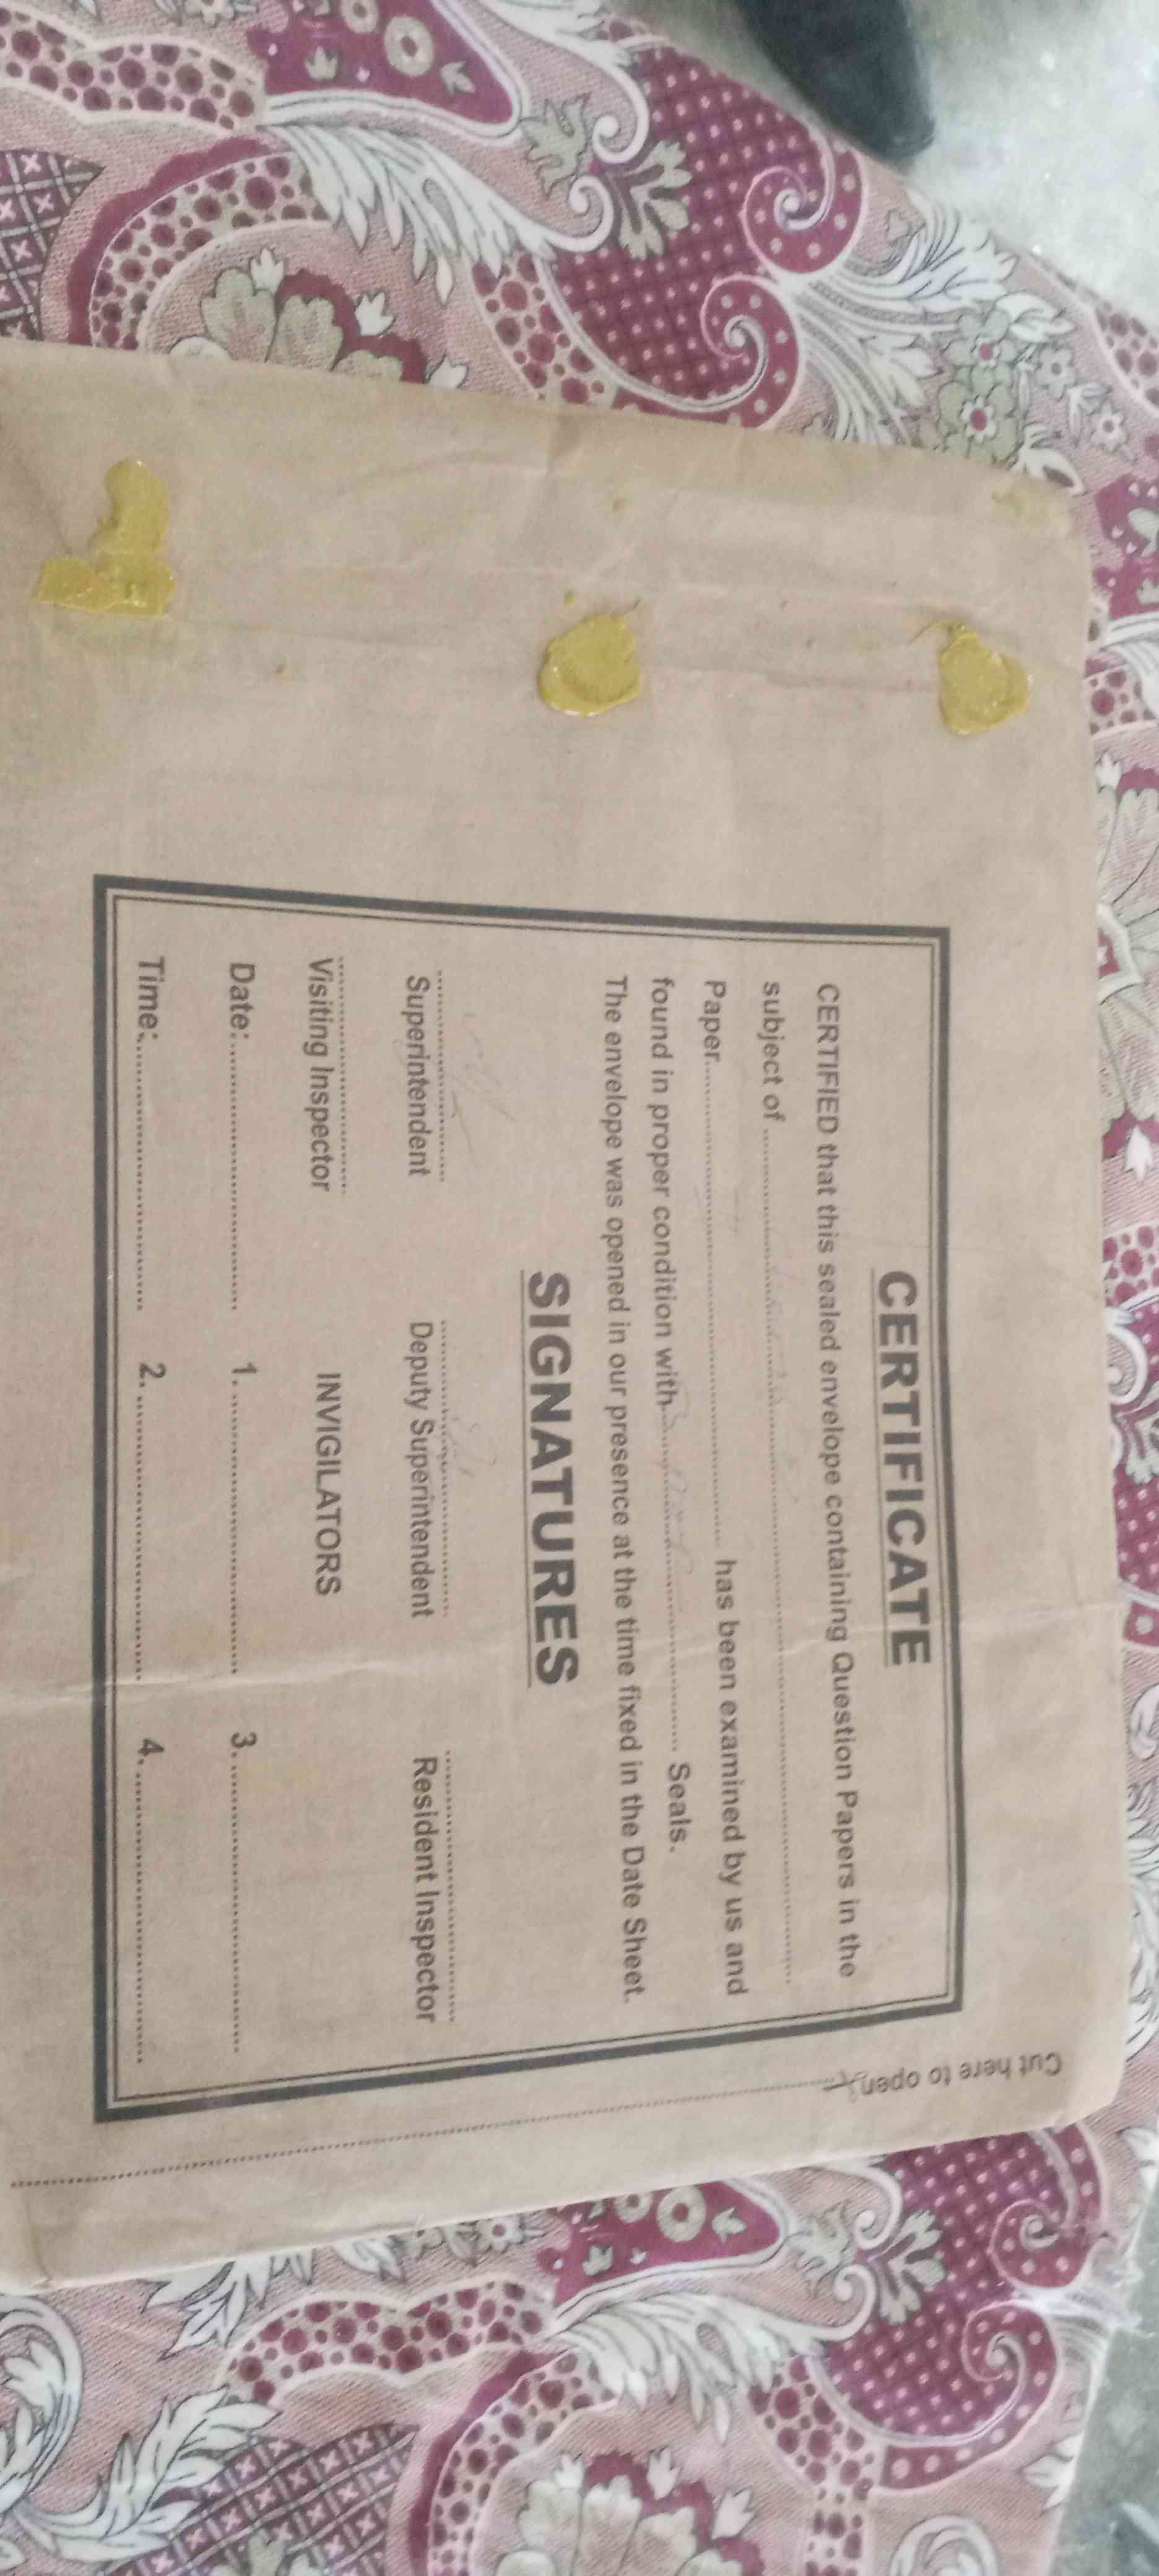 CERTIFICATE
CERTIFIED that this sealed envelope containing Question Papers in the
subject of ........................
Paper........................ has been examined by us and
found in proper condition with........................ Seals.
The envelope was opened in our presence at the time fixed in the Date Sheet.
SIGNATURES
Superintendent Deputy Superintendent Resident Inspector
Visiting Inspector INVIGILATORS
Date:........................ 1......................... 3.........................
Time:........................ 2......................... 4.........................
Cut here to open